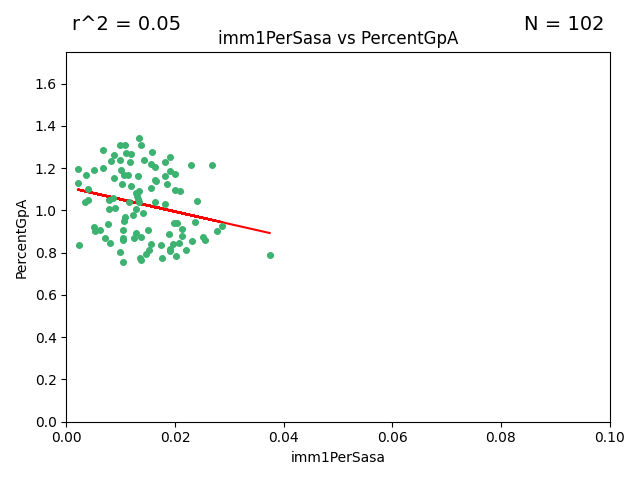 r^2 = 0.05
N = 102
imm1PerSasa vs PercentGpA
PercentGpA
1.6
1.4
1.2
1.0
0.8
0.6
0.4
0.2
0.0
0.00 0.02 0.04 0.06 0.08 0.10
imm1PerSasa